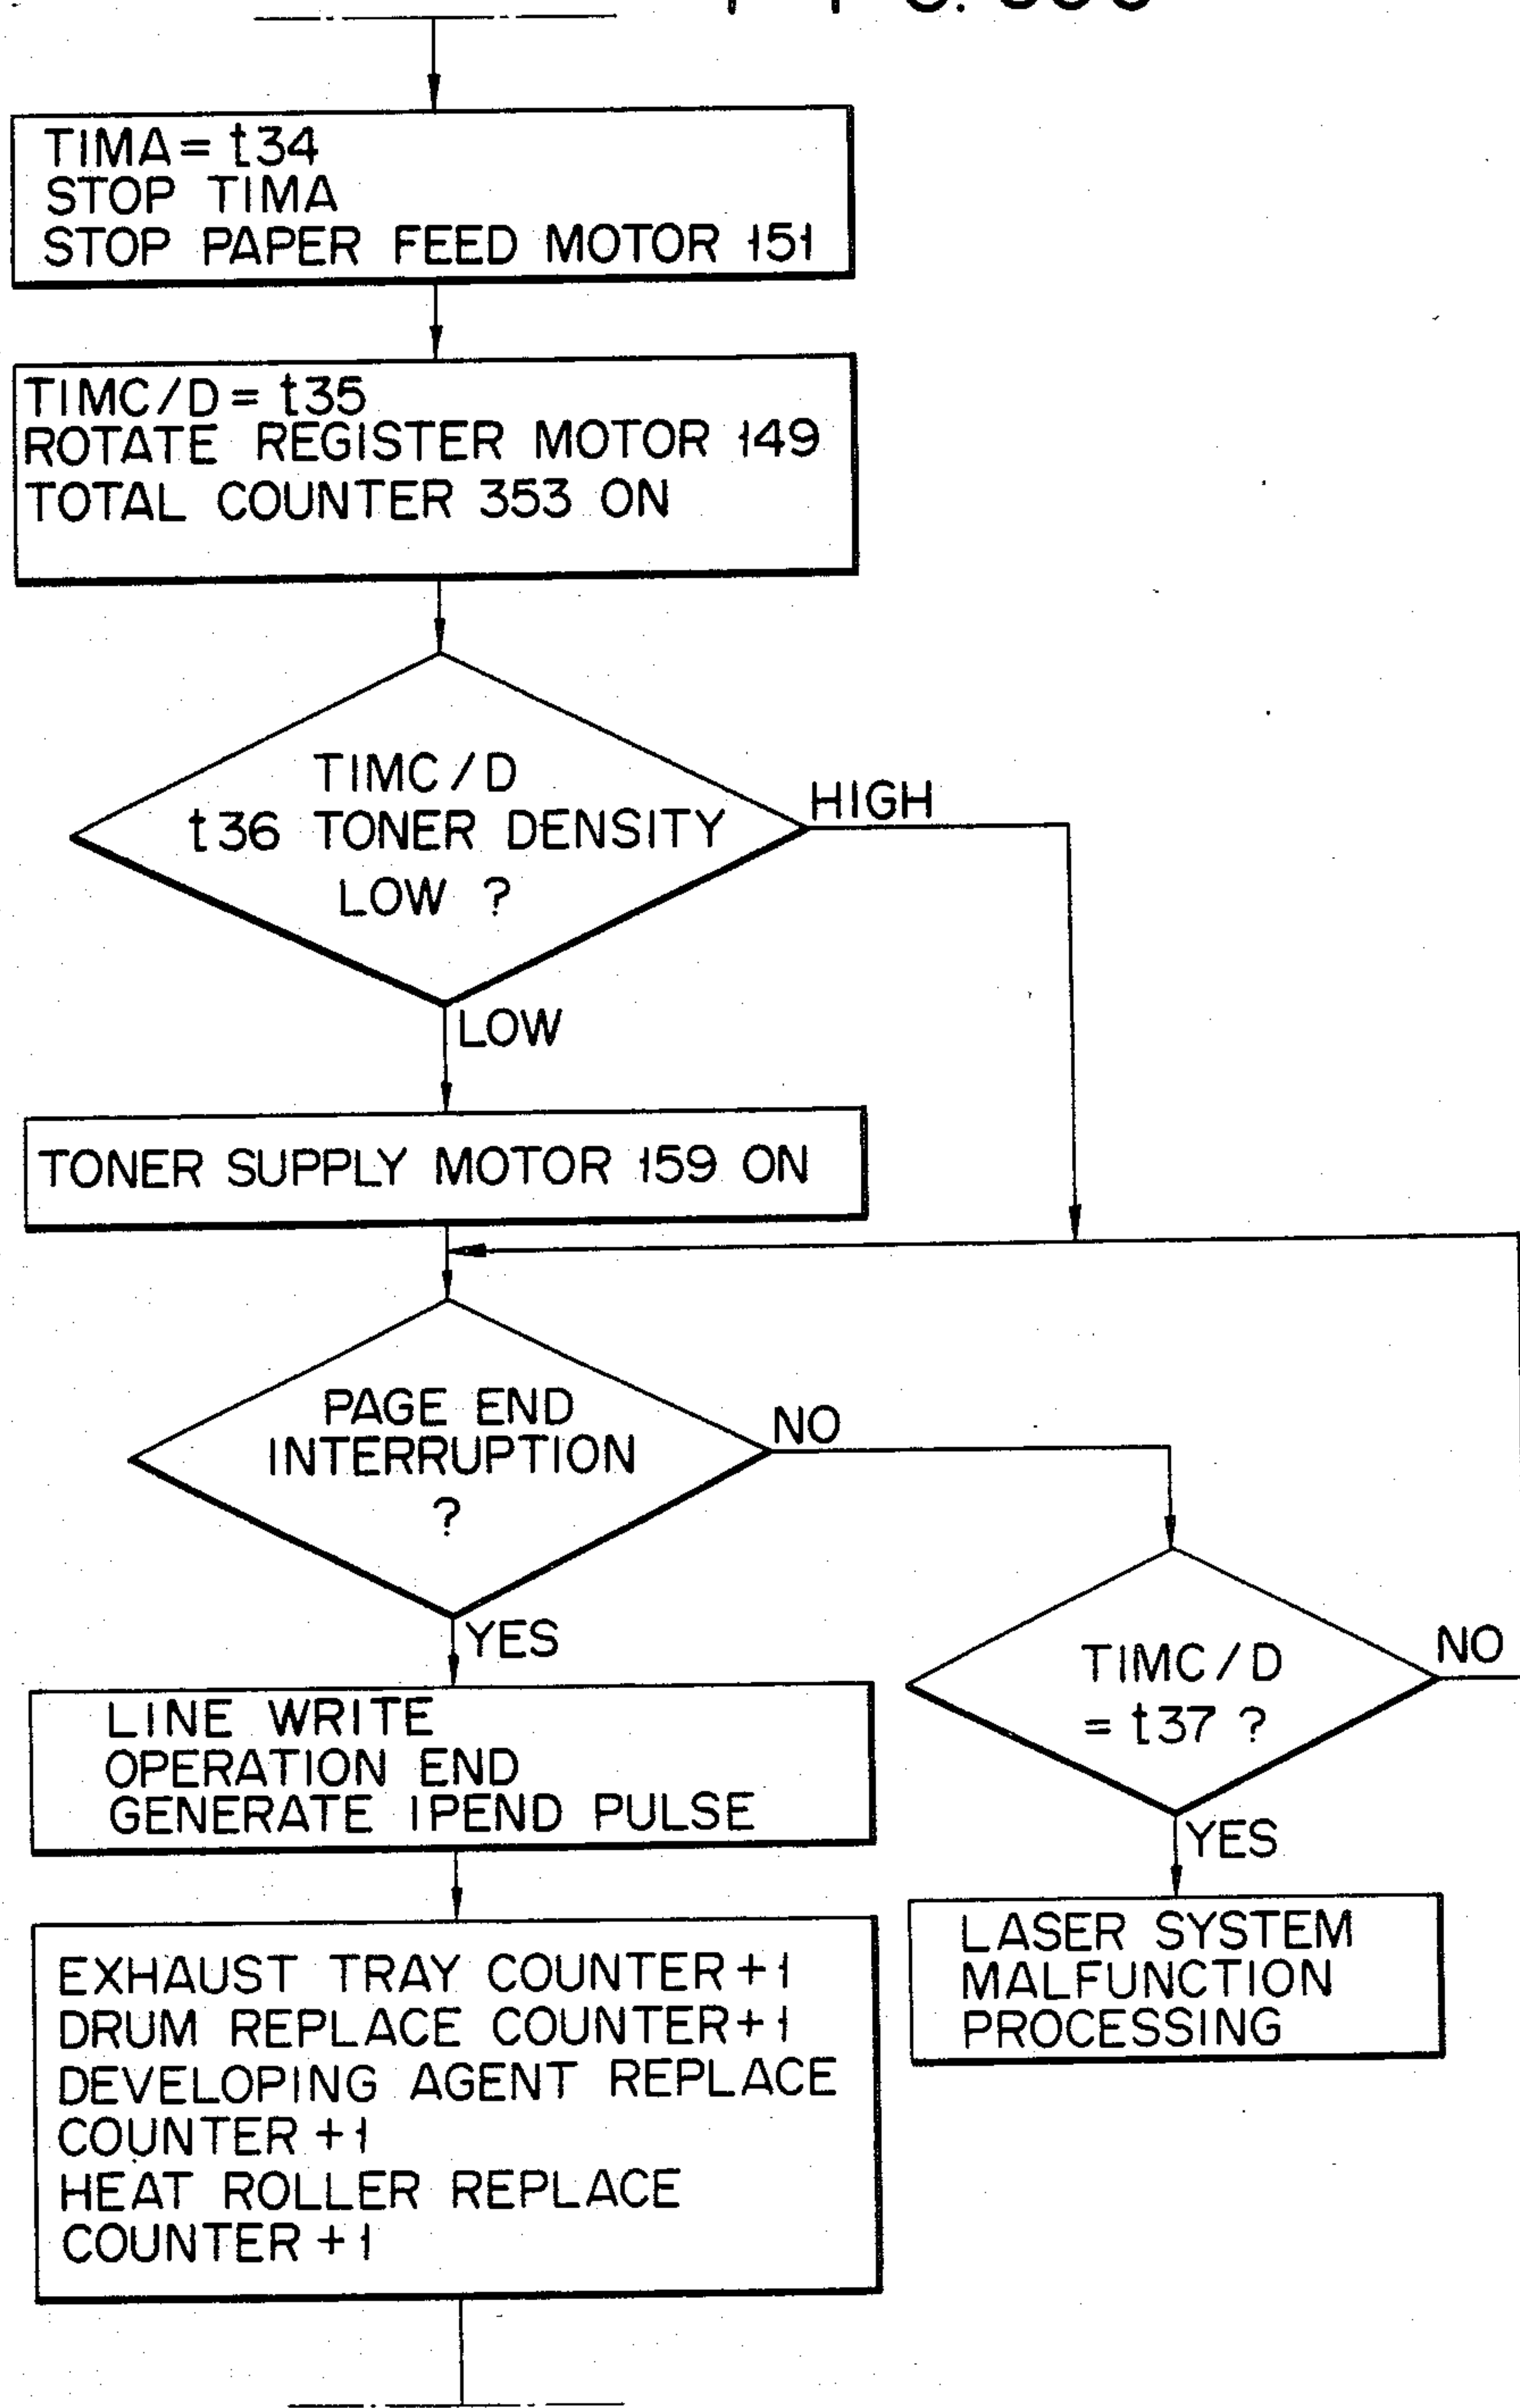 TIMA = t34
STOP TIMA
STOP PAPER FEED MOTOR 151
TIMC/D = t35
ROTATE REGISTER MOTOR 149
TOTAL COUNTER 353 ON
TIMC/D
t36 TONER DENSITY
LOW ?
HIGH
LOW
TONER SUPPLY MOTOR 159 ON
PAGE END
INTERRUPTION
?
NO
YES
TIMC/D
= t37 ?
NO
YES
LINE WRITE
OPERATION END
GENERATE IPEND PULSE
LASER SYSTEM
MALFUNCTION
PROCESSING
EXHAUST TRAY COUNTER +1
DRUM REPLACE COUNTER +1
DEVELOPING AGENT REPLACE
COUNTER +1
HEAT ROLLER REPLACE
COUNTER +1